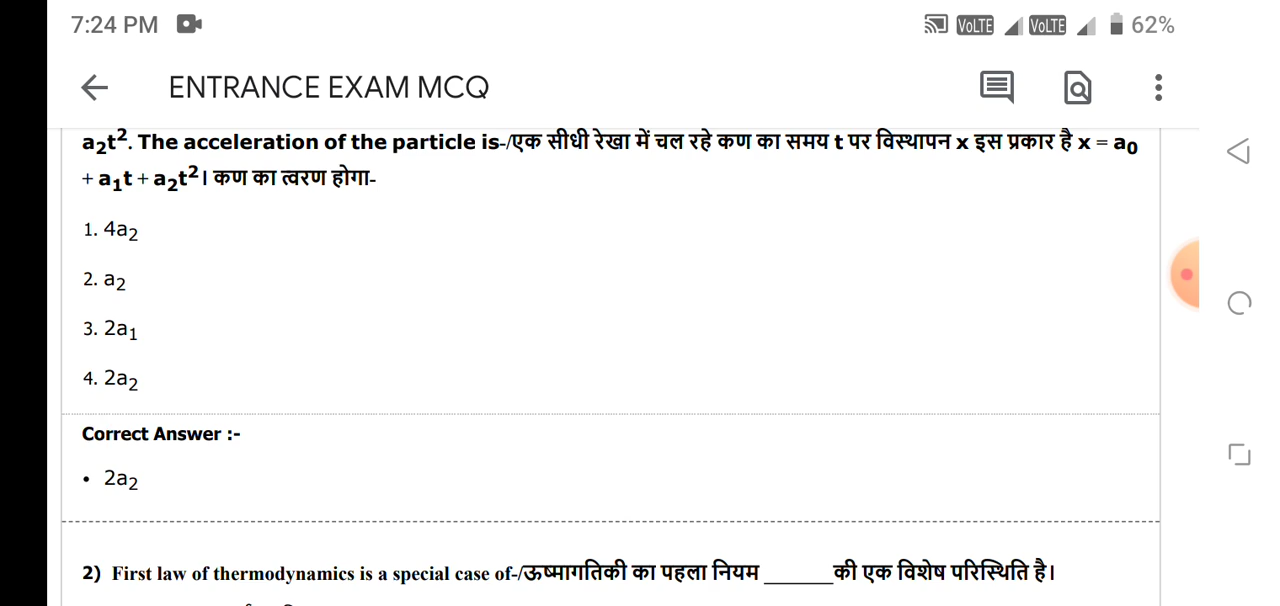 7:24 PM VoLTE VoLTE 62%
ENTRANCE EXAM MCQ
a₂t². The acceleration of the particle is-/एक सीधी रेखा में चल रहे कण का समय t पर विस्थापन x इस प्रकार है x = a₀
+ a₁t + a₂t²। कण का त्वरण होगा-
1. 4a₂
2. a₂
3. 2a₁
4. 2a₂
Correct Answer :-
• 2a₂
2) First law of thermodynamics is a special case of-/ऊष्मागतिकी का पहला नियम ______की एक विशेष परिस्थिति है।